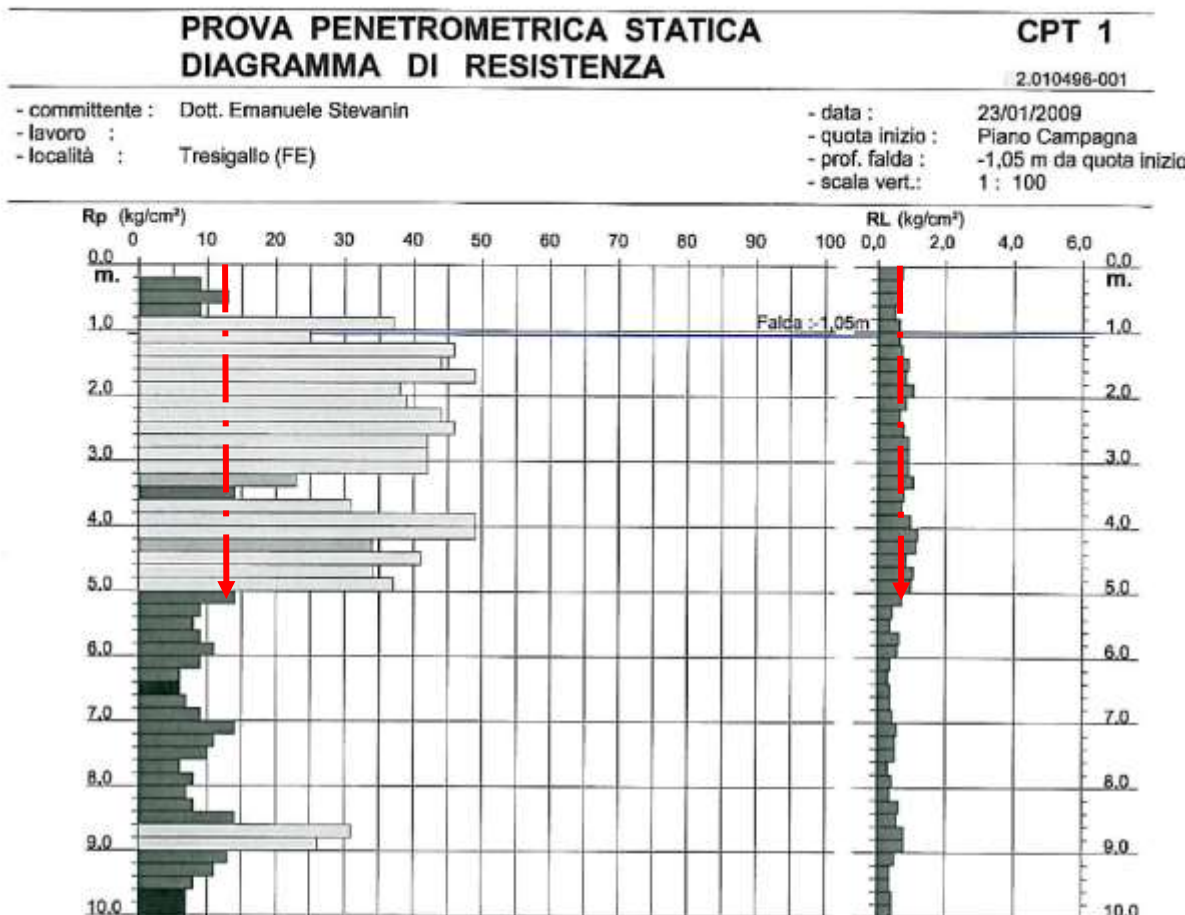 PROVA PENETROMETRICA STATICA
DIAGRAMMA DI RESISTENZA
CPT 1
2.010496-001
- committente : Dott. Emanuele Stevanin
- lavoro :
- località : Tresigallo (FE)
- data : 23/01/2009
- quota inizio : Piano Campagna
- prof. falda : -1,05 m da quota inizio
- scala vert.: 1 : 100
Rp (kg/cm²)
0 10 20 30 40 50 60 70 80 90 100
0.0
m.
1.0
2.0
3.0
4.0
5.0
6.0
7.0
8.0
9.0
10.0
Falda :-1,05m
RL (kg/cm²)
0,0 2,0 4,0 6,0
0.0
m.
1.0
2.0
3.0
4.0
5.0
6.0
7.0
8.0
9.0
10.0